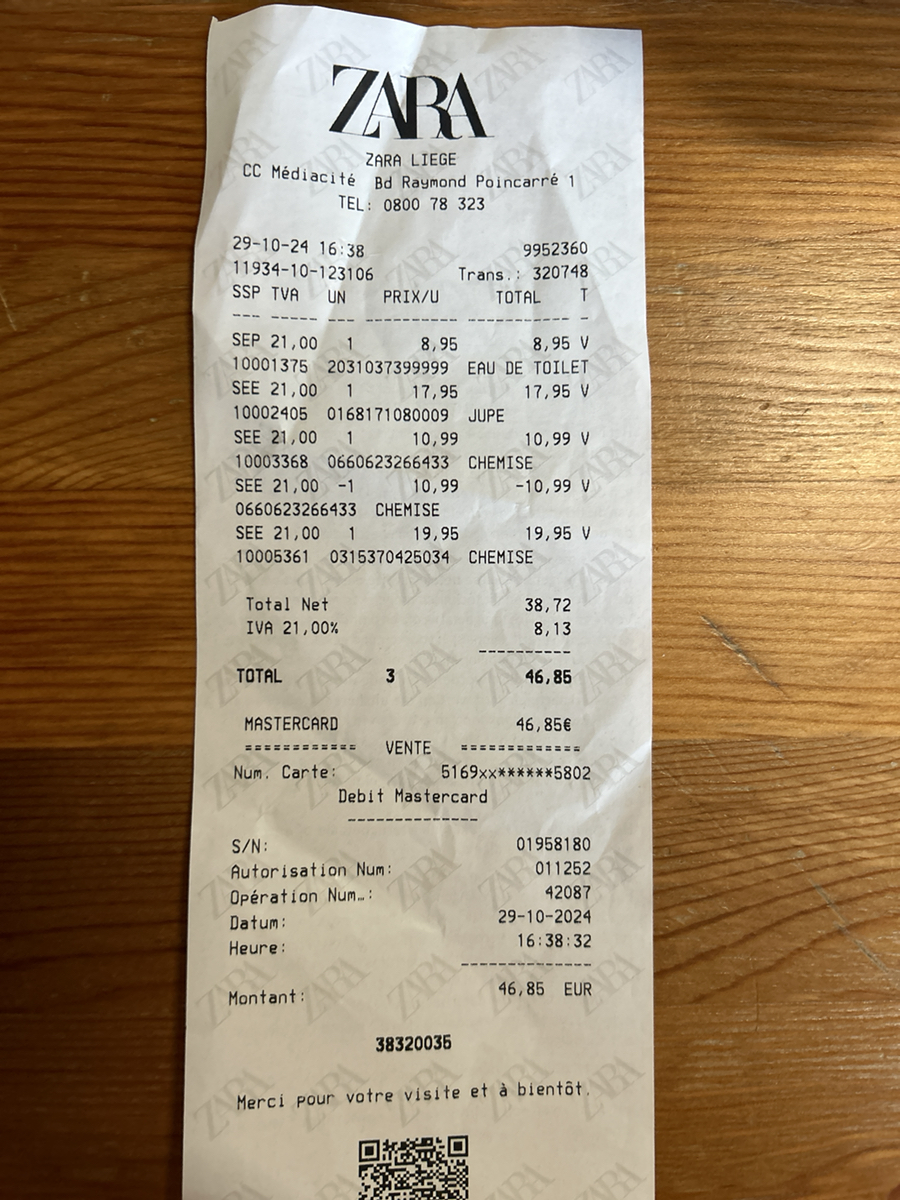 ZARA
ZARA LIEGE
CC Médiacité Bd Raymond Poincarré 1
TEL: 0800 78 323
29-10-24 16:38 9952360
11934-10-123106 Trans.: 320748
SSP TVA UN PRIX/U TOTAL T
--- ----- --- ---------- ----------- -
SEP 21,00 1 8,95 8,95 V
10001375 2031037399999 EAU DE TOILET
SEE 21,00 1 17,95 17,95 V
10002405 0168171080009 JUPE
SEE 21,00 1 10,99 10,99 V
10003368 0660623266433 CHEMISE
SEE 21,00 -1 10,99 -10,99 V
0660623266433 CHEMISE
SEE 21,00 1 19,95 19,95 V
10005361 0315370425034 CHEMISE
Total Net 38,72
IVA 21,00% 8,13
----------
TOTAL 3 46,85
MASTERCARD 46,85€
============ VENTE =============
Num. Carte: 5169xx******5802
Debit Mastercard
--------------
S/N: 01958180
Autorisation Num: 011252
Opération Num…: 42087
Datum: 29-10-2024
Heure: 16:38:32
--------------
Montant: 46,85 EUR
38320035
Merci pour votre visite et à bientôt.